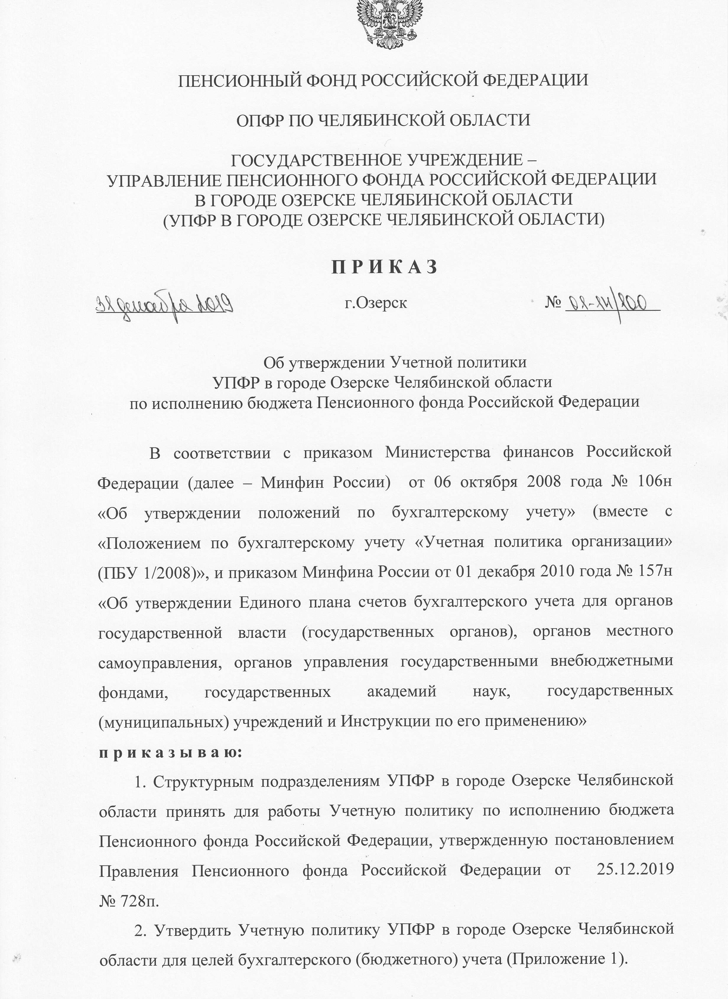 ПЕНСИОННЫЙ ФОНД РОССИЙСКОЙ ФЕДЕРАЦИИ
ОПФР ПО ЧЕЛЯБИНСКОЙ ОБЛАСТИ
ГОСУДАРСТВЕННОЕ УЧРЕЖДЕНИЕ –
УПРАВЛЕНИЕ ПЕНСИОННОГО ФОНДА РОССИЙСКОЙ ФЕДЕРАЦИИ
В ГОРОДЕ ОЗЕРСКЕ ЧЕЛЯБИНСКОЙ ОБЛАСТИ
(УПФР В ГОРОДЕ ОЗЕРСКЕ ЧЕЛЯБИНСКОЙ ОБЛАСТИ)
П Р И К А З
31 декабря 2019 г.Озерск №
Об утверждении Учетной политики
УПФР в городе Озерске Челябинской области
по исполнению бюджета Пенсионного фонда Российской Федерации
В соответствии с приказом Министерства финансов Российской
Федерации (далее – Минфин России) от 06 октября 2008 года № 106н
«Об утверждении положений по бухгалтерскому учету» (вместе с
«Положением по бухгалтерскому учету «Учетная политика организации»
(ПБУ 1/2008)», и приказом Минфина России от 01 декабря 2010 года № 157н
«Об утверждении Единого плана счетов бухгалтерского учета для органов
государственной власти (государственных органов), органов местного
самоуправления, органов управления государственными внебюджетными
фондами, государственных академий наук, государственных
(муниципальных) учреждений и Инструкции по его применению»
п р и к а з ы в а ю:
1. Структурным подразделениям УПФР в городе Озерске Челябинской
области принять для работы Учетную политику по исполнению бюджета
Пенсионного фонда Российской Федерации, утвержденную постановлением
Правления Пенсионного фонда Российской Федерации от 25.12.2019
№ 728п.
2. Утвердить Учетную политику УПФР в городе Озерске Челябинской
области для целей бухгалтерского (бюджетного) учета (Приложение 1).